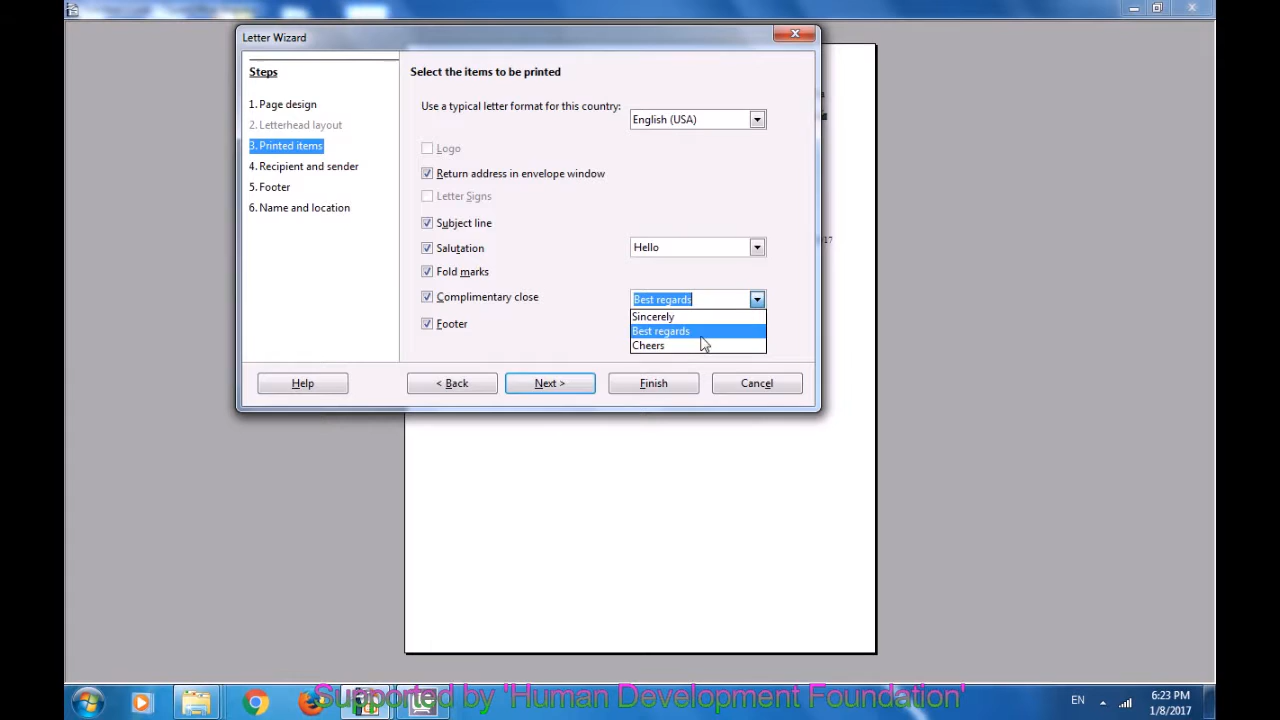 Letter Wizard
Steps
1. Page design
2. Letterhead layout
3. Printed items
4. Recipient and sender
5. Footer
6. Name and location
Select the items to be printed
Use a typical letter format for this country:
English (USA)
Logo
Return address in envelope window
Letter Signs
Subject line
Salutation
Hello
Fold marks
Complimentary close
Best regards
Sincerely
Best regards
Cheers
Footer
Help
< Back
Next >
Finish
Cancel
17
Supported by 'Human Development Foundation'
EN
6:23 PM
1/8/2017